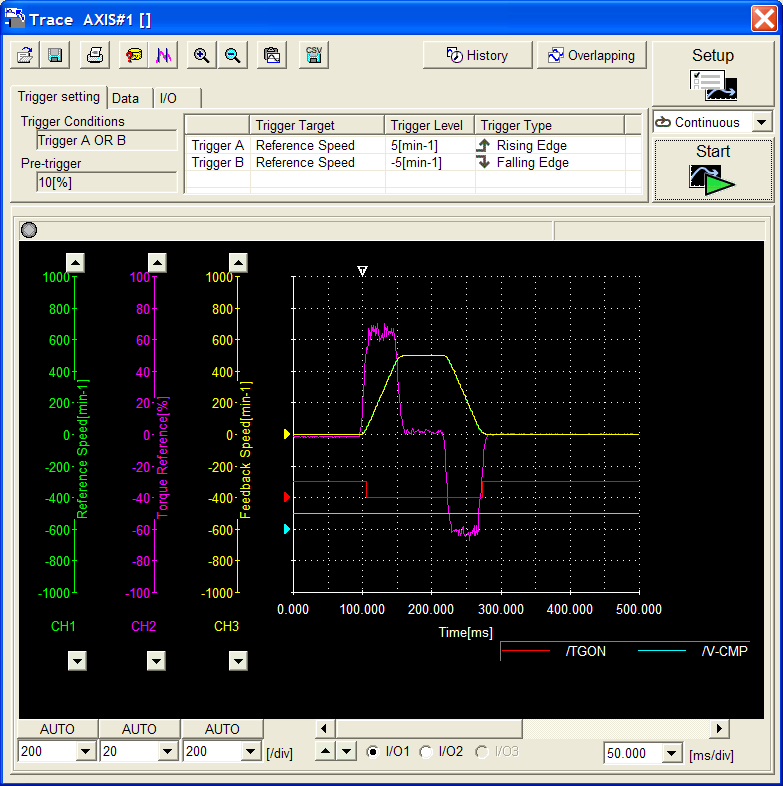 Trace AXIS#1 []
CSV
History
Overlapping
Setup
Trigger setting
Data
I/O
Continuous
Trigger Conditions
Trigger A OR B
Pre-trigger
10[%]
Trigger Target Trigger Level Trigger Type
Trigger A Reference Speed 5[min-1] Rising Edge
Trigger B Reference Speed -5[min-1] Falling Edge
Start
T
1000 100 1000
800 80 800
600 60 600
400 40 400
200 20 200
0 0 0
-200 -20 -200
-400 -40 -400
-600 -60 -600
-800 -80 -800
-1000 -100 -1000
Reference Speed[min-1]
Torque Reference[%]
Feedback Speed[min-1]
0.000 100.000 200.000 300.000 400.000 500.000
Time[ms]
CH1 CH2 CH3
/TGON /V-CMP
AUTO AUTO AUTO
200 20 200 [/div]
I/O1 I/O2 I/O3
50.000 [ms/div]